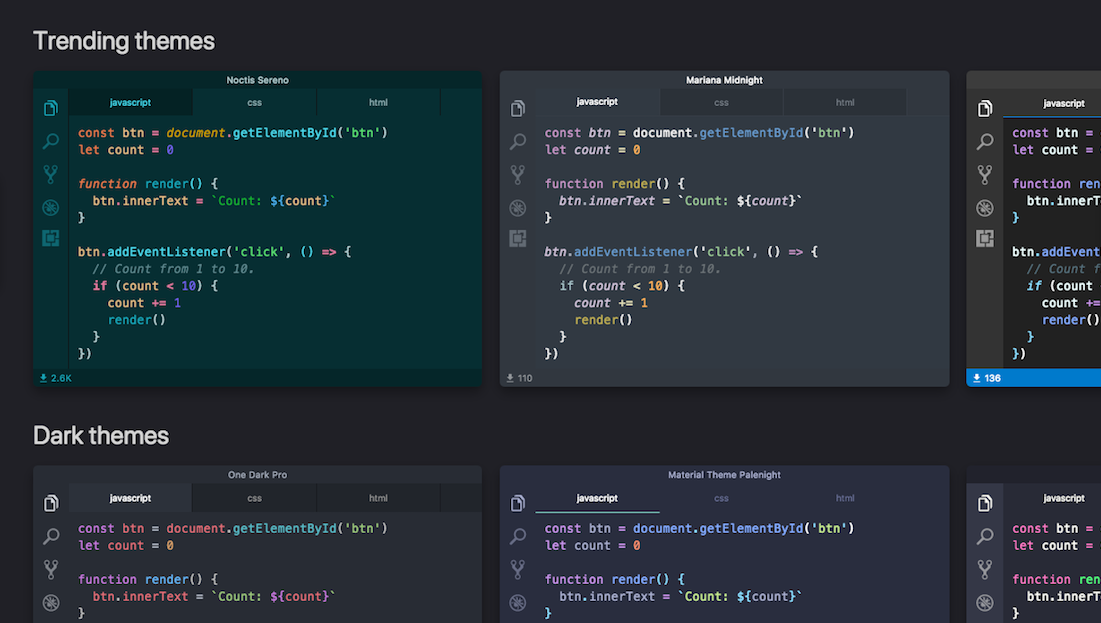 Trending themes
Noctis Sereno
javascript css html
const btn = document.getElementById('btn')
let count = 0
function render() {
btn.innerText = `Count: ${count}`
}
btn.addEventListener('click', () => {
// Count from 1 to 10.
if (count < 10) {
count += 1
render()
}
})
2.6K
Mariana Midnight
javascript css html
const btn = document.getElementById('btn')
let count = 0
function render() {
btn.innerText = `Count: ${count}`
}
btn.addEventListener('click', () => {
// Count from 1 to 10.
if (count < 10) {
count += 1
render()
}
})
110
javascript
const btn =
let count =
function ren
btn.innerT
}
btn.addEvent
// Count f
if (count
count +=
render()
}
})
136
Dark themes
One Dark Pro
javascript css html
const btn = document.getElementById('btn')
let count = 0
function render() {
btn.innerText = `Count: ${count}`
}
Material Theme Palenight
javascript css html
const btn = document.getElementById('btn')
let count = 0
function render() {
btn.innerText = `Count: ${count}`
}
javascript
const btn =
let count =
function ren
btn.innerT
}